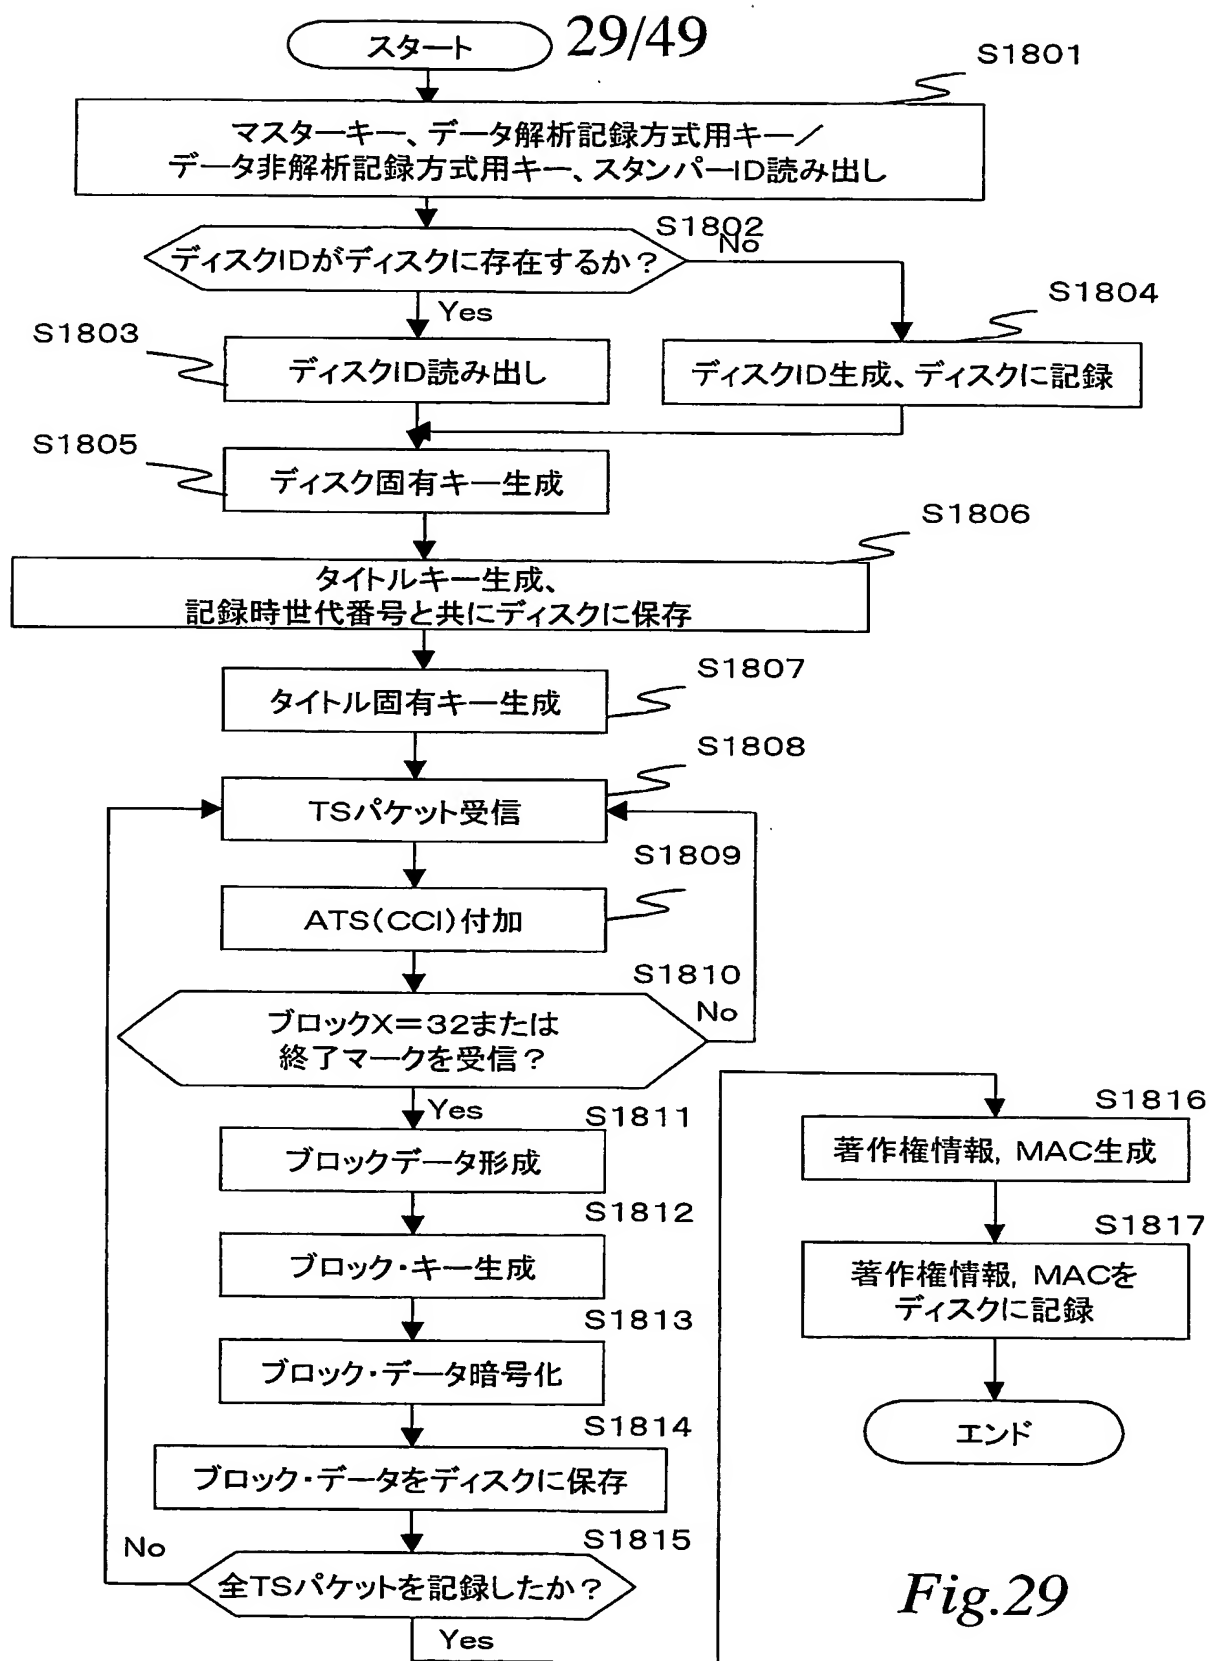 29/49
スタート
S1801
マスターキー、データ解析記録方式用キー／
データ非解析記録方式用キー、スタンパーID読み出し
S1802
ディスクIDがディスクに存在するか？
No
Yes
S1803
ディスクID読み出し
S1804
ディスクID生成、ディスクに記録
S1805
ディスク固有キー生成
S1806
タイトルキー生成、
記録時世代番号と共にディスクに保存
S1807
タイトル固有キー生成
S1808
TSパケット受信
S1809
ATS(CCI)付加
S1810
ブロックX＝32または
終了マークを受信？
No
Yes
S1811
ブロックデータ形成
S1812
ブロック・キー生成
S1813
ブロック・データ暗号化
S1814
ブロック・データをディスクに保存
S1815
全TSパケットを記録したか？
No
Yes
S1816
著作権情報, MAC生成
S1817
著作権情報, MACを
ディスクに記録
エンド
Fig.29